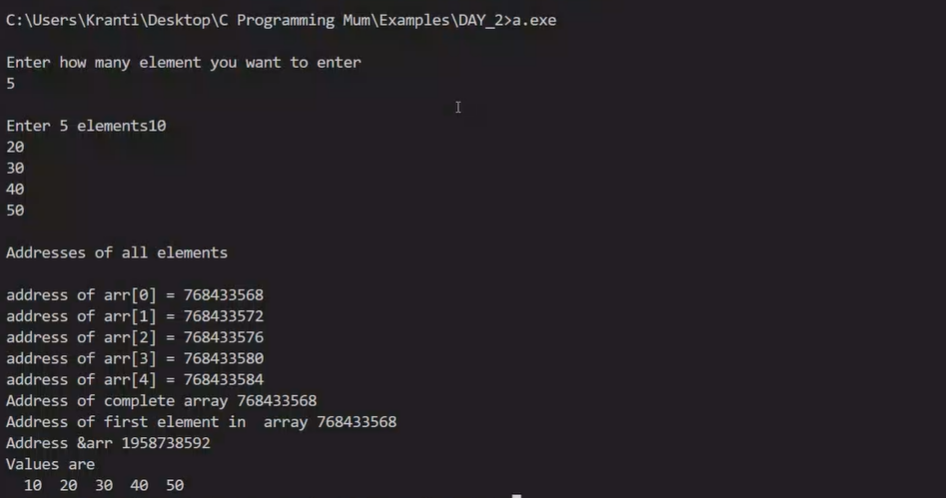 C:\Users\Kranti\Desktop\C Programming Mum\Examples\DAY_2>a.exe
Enter how many element you want to enter
5
Enter 5 elements10
20
30
40
50
Addresses of all elements
address of arr[0] = 768433568
address of arr[1] = 768433572
address of arr[2] = 768433576
address of arr[3] = 768433580
address of arr[4] = 768433584
Address of complete array 768433568
Address of first element in  array 768433568
Address &arr 1958738592
Values are
  10  20  30  40  50